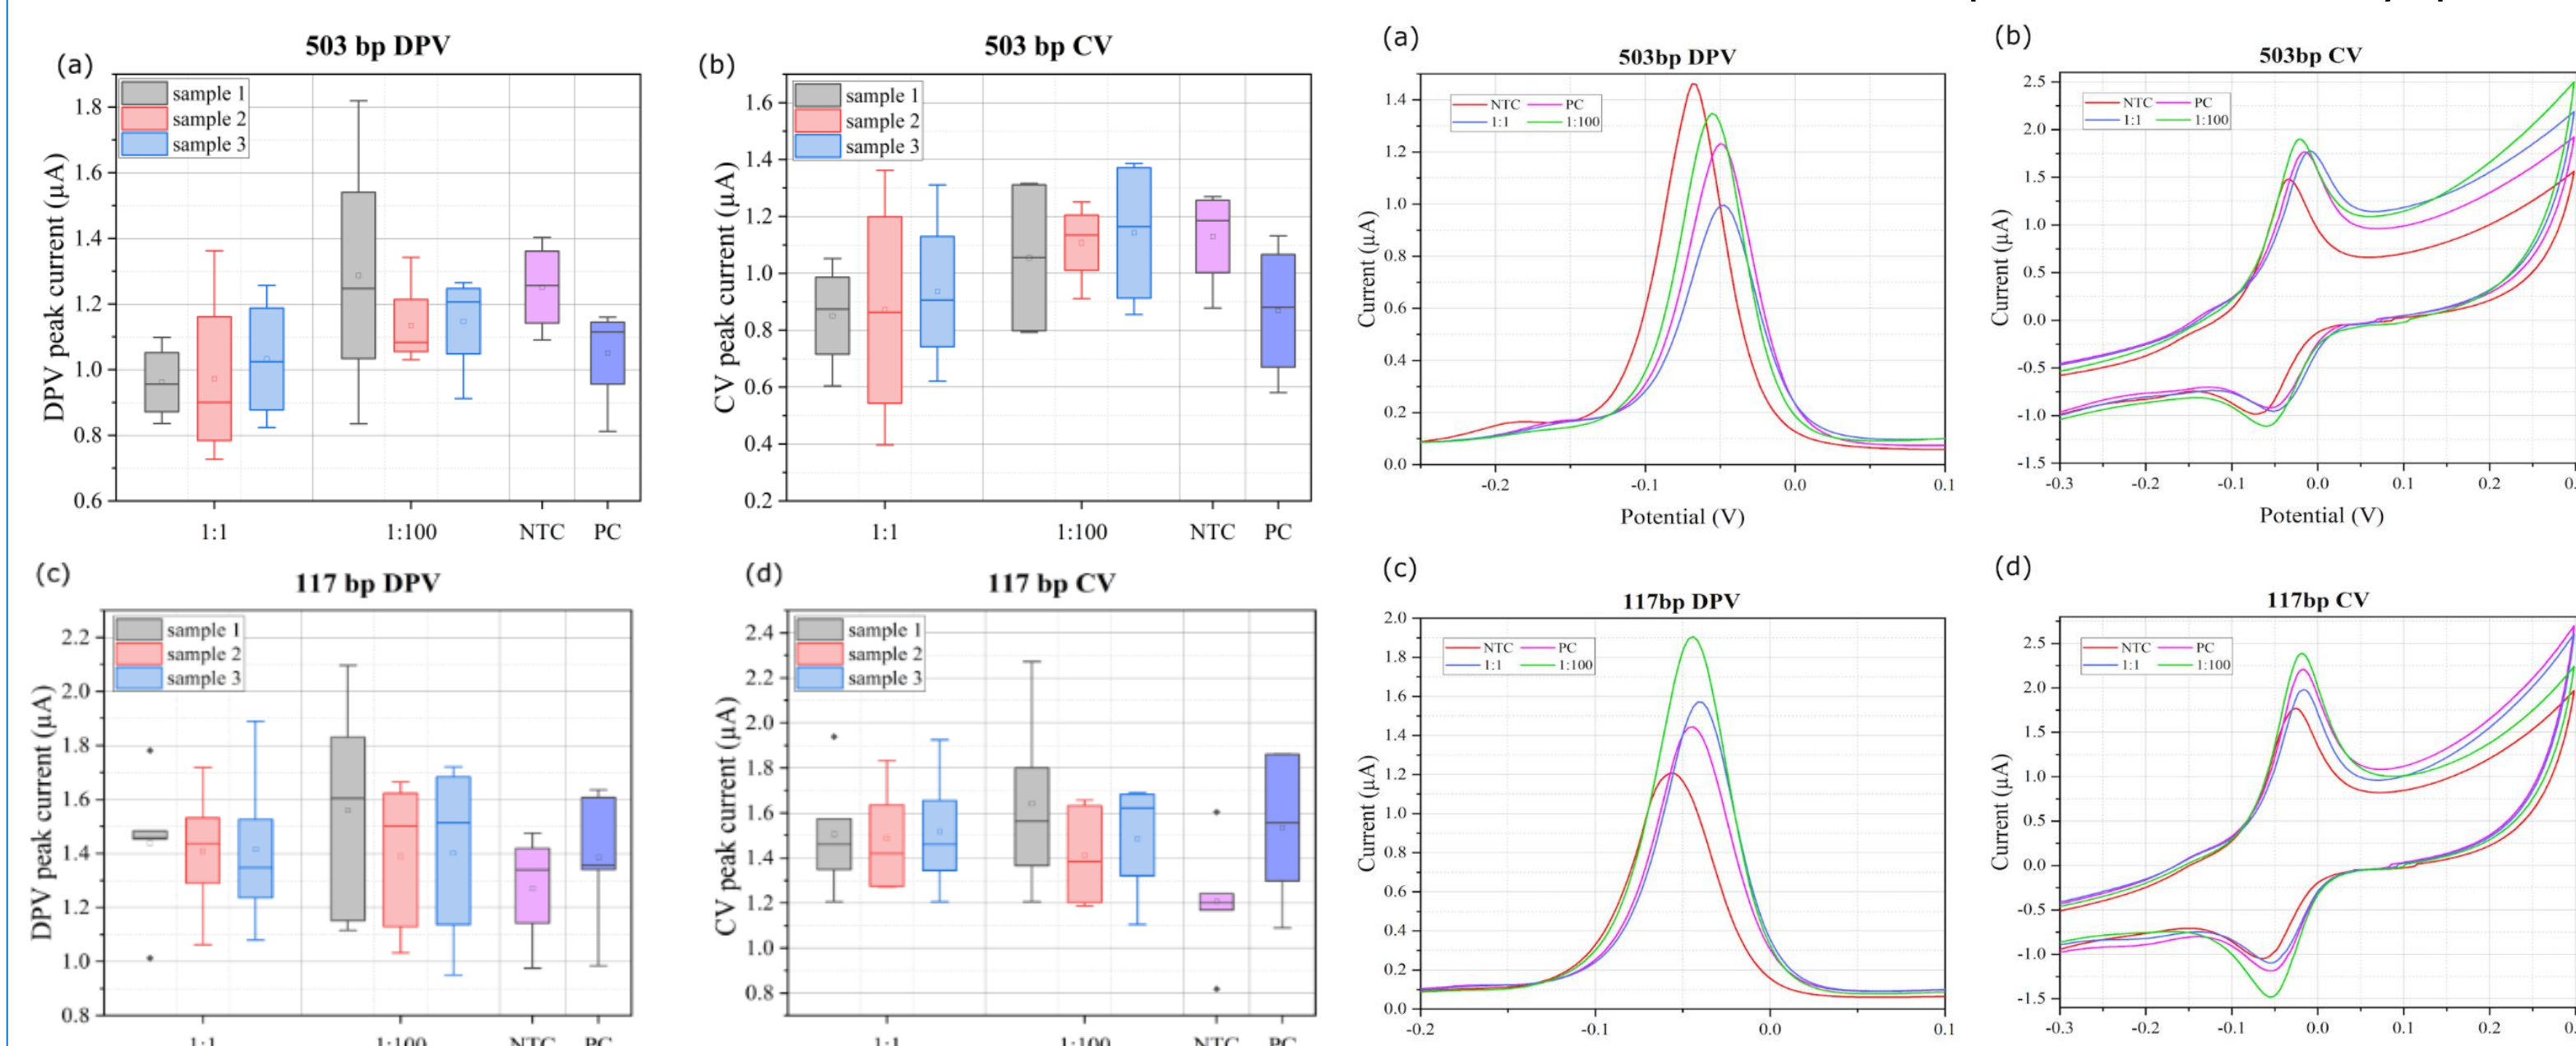 (a)
503 bp DPV
sample 1
sample 2
sample 3
DPV peak current (μA)
1.8
1.6
1.4
1.2
1.0
0.8
0.6
1:1 1:100 NTC PC
(b)
503 bp CV
sample 1
sample 2
sample 3
CV peak current (μA)
1.6
1.4
1.2
1.0
0.8
0.6
0.4
0.2
1:1 1:100 NTC PC
(a)
503bp DPV
NTC PC
1:1 1:100
Current (μA)
1.4
1.2
1.0
0.8
0.6
0.4
0.2
0.0
-0.2 -0.1 0.0 0.1
Potential (V)
(b)
503bp CV
NTC PC
1:1 1:100
Current (μA)
2.5
2.0
1.5
1.0
0.5
0.0
-0.5
-1.0
-1.5
-0.3 -0.2 -0.1 0.0 0.1 0.2
Potential (V)
(c)
117 bp DPV
sample 1
sample 2
sample 3
DPV peak current (μA)
2.2
2.0
1.8
1.6
1.4
1.2
1.0
0.8
1:1 1:100 NTC PC
(d)
117 bp CV
sample 1
sample 2
sample 3
CV peak current (μA)
2.4
2.2
2.0
1.8
1.6
1.4
1.2
1.0
0.8
1:1 1:100 NTC PC
(c)
117bp DPV
NTC PC
1:1 1:100
Current (μA)
2.0
1.8
1.6
1.4
1.2
1.0
0.8
0.6
0.4
0.2
0.0
-0.2 -0.1 0.0 0.1
(d)
117bp CV
NTC PC
1:1 1:100
Current (μA)
2.5
2.0
1.5
1.0
0.5
0.0
-0.5
-1.0
-1.5
-0.3 -0.2 -0.1 0.0 0.1 0.2